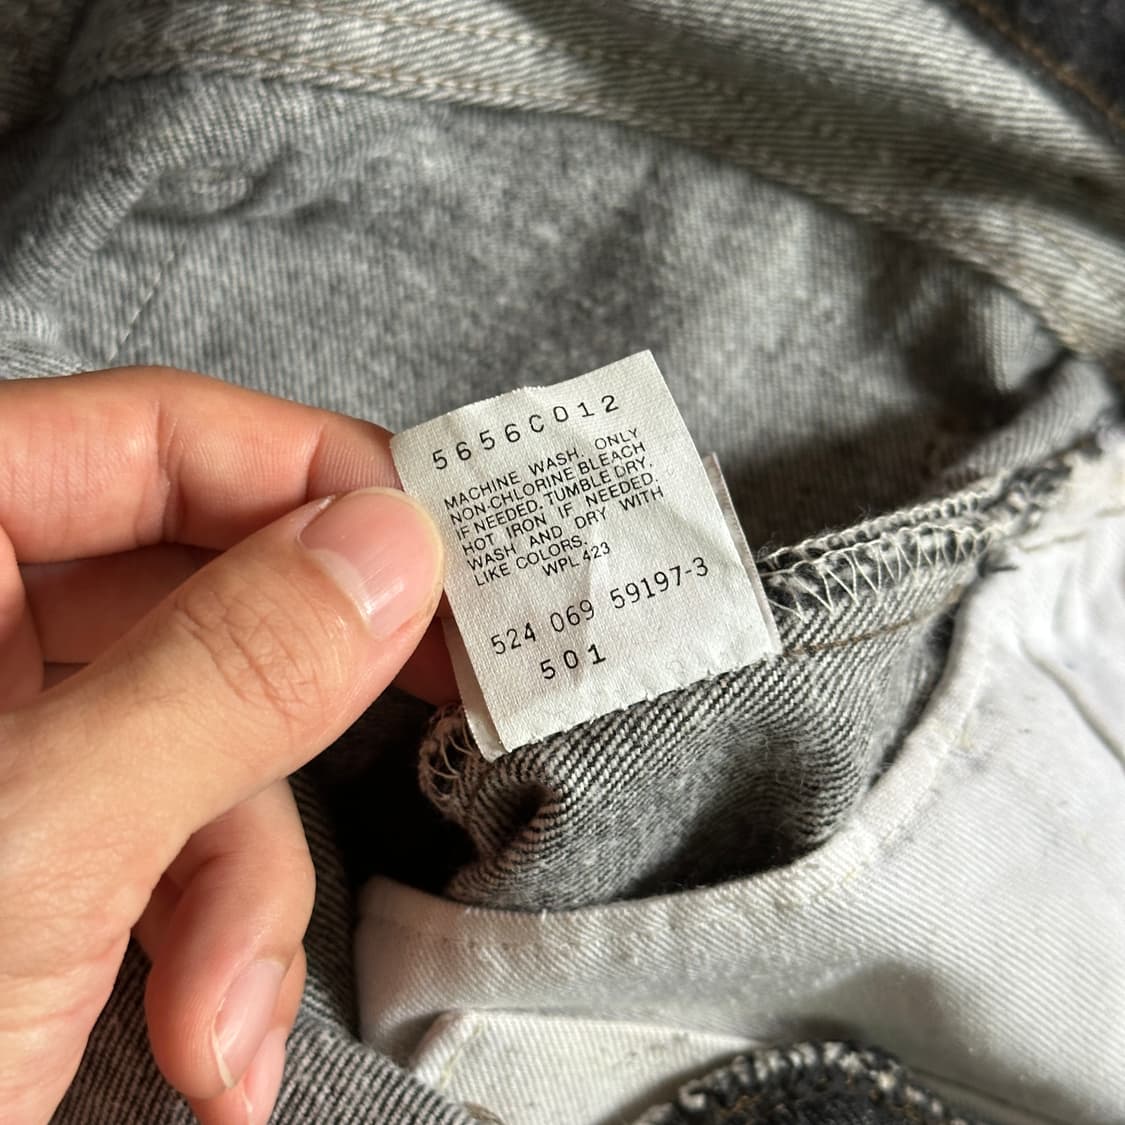 5656C012
MACHINE WASH, ONLY
NON-CHLORINE BLEACH
IF NEEDED. TUMBLE DRY.
HOT IRON IF NEEDED.
WASH AND DRY WITH
LIKE COLORS.
WPL 423
524 069 59197-3
501